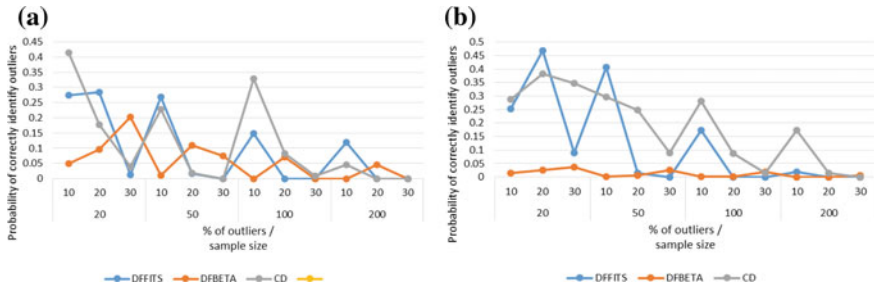 (a)
Probability of correctly identify outliers
0.45
0.4
0.35
0.3
0.25
0.2
0.15
0.1
0.05
0
10 20 30 10 20 30 10 20 30 10 20 30
20 50 100 200
% of outliers /
sample size
DFFITS DFBETA CD
(b)
Probability of correctly identify outliers
0.5
0.45
0.4
0.35
0.3
0.25
0.2
0.15
0.1
0.05
0
10 20 30 10 20 30 10 20 30 10 20 30
20 50 100 200
% of outliers /
sample size
DFFITS DFBETA CD